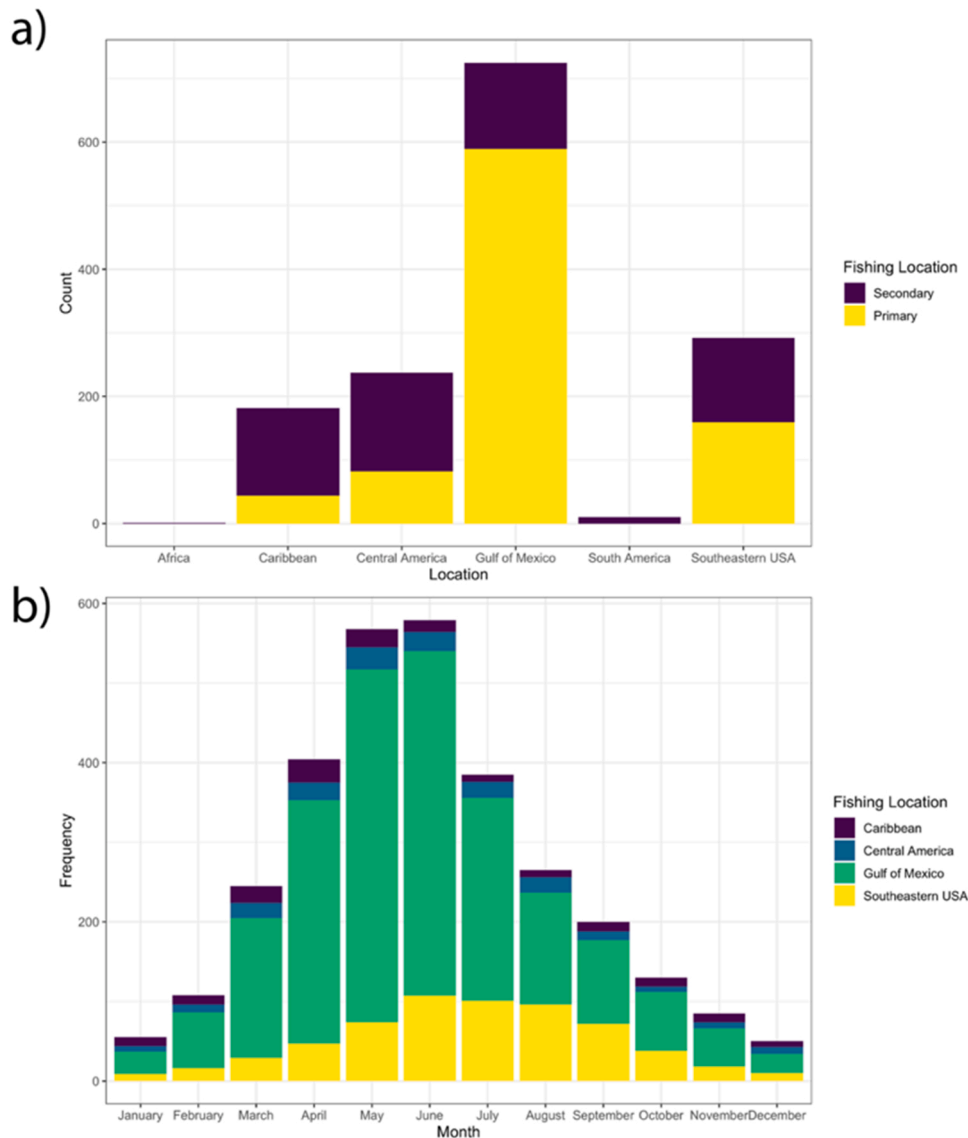 a)
600
400
200
0
Count
Africa Caribbean Central America Gulf of Mexico South America Southeastern USA
Location
Fishing Location
Secondary
Primary
b)
600
400
200
0
Frequency
January February March April May June July August September October November December
Month
Fishing Location
Caribbean
Central America
Gulf of Mexico
Southeastern USA